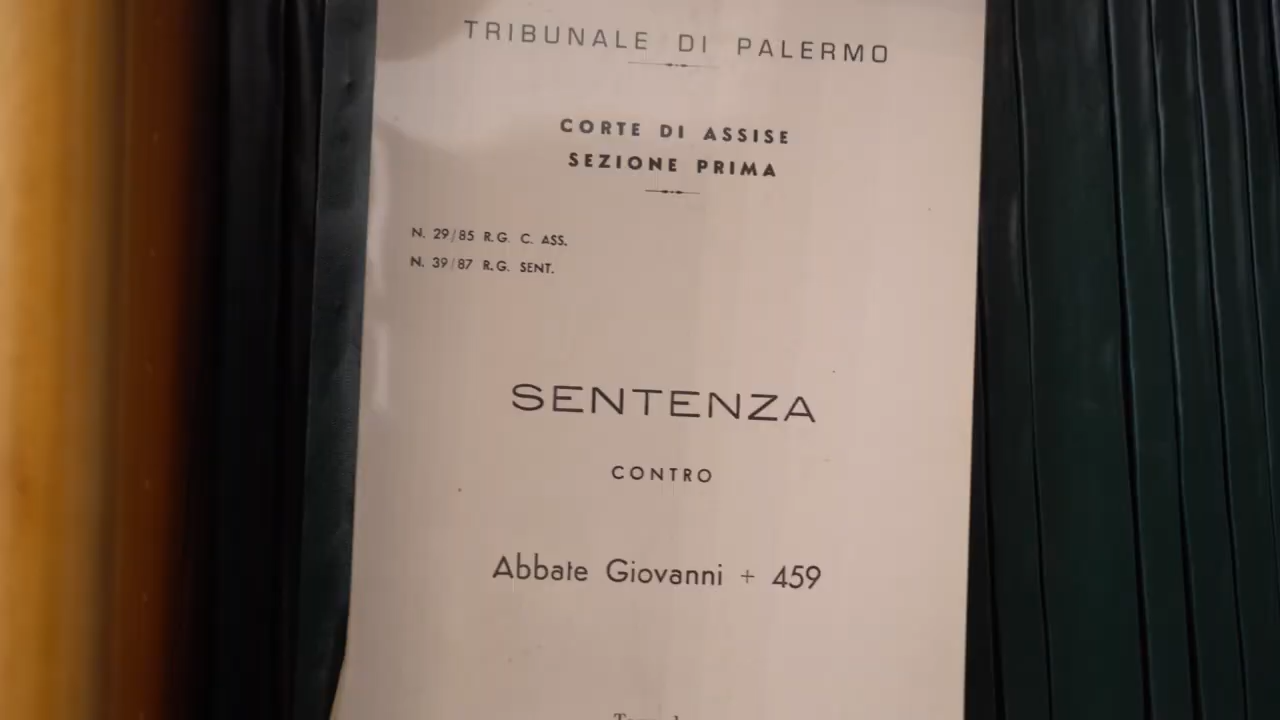 TRIBUNALE DI PALERMO
CORTE DI ASSISE
SEZIONE PRIMA
N. 29/85 R.G. C. ASS.
N. 39/87 R.G. SENT.
SENTENZA
CONTRO
Abbate Giovanni + 459